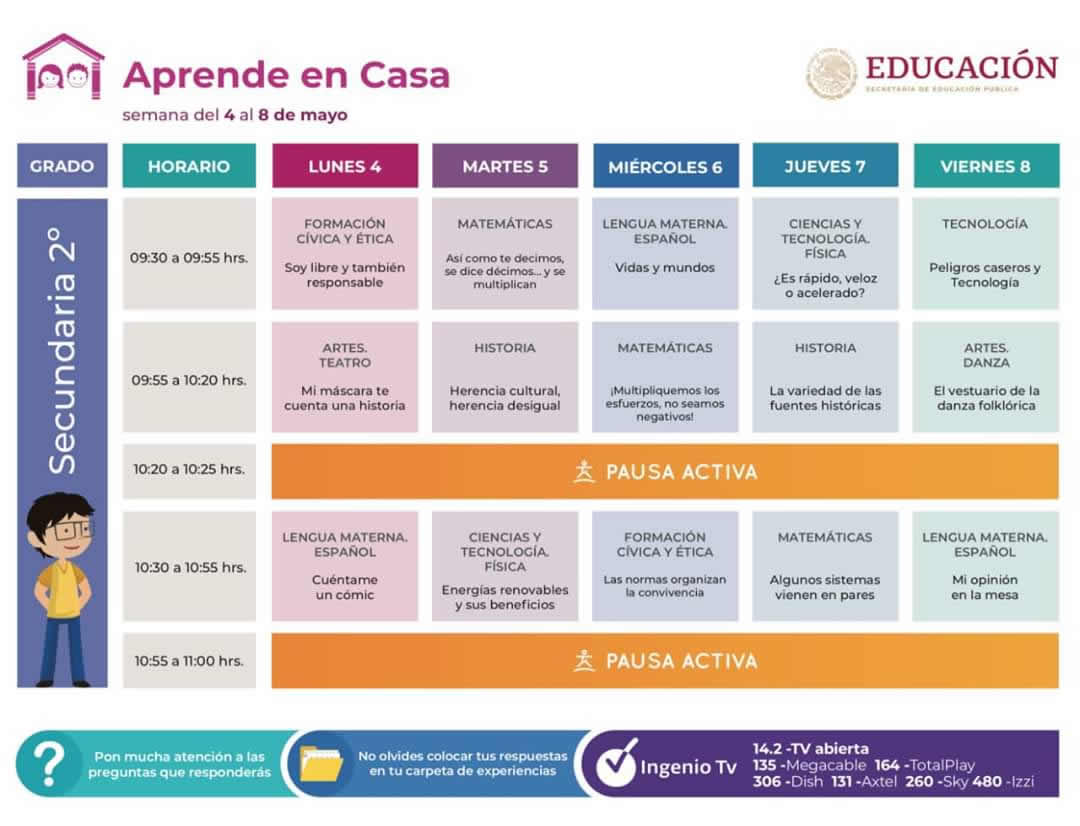 Aprende en Casa
semana del 4 al 8 de mayo
EDUCACIÓN
SECRETARÍA DE EDUCACIÓN PÚBLICA
GRADO
HORARIO
LUNES 4
MARTES 5
MIÉRCOLES 6
JUEVES 7
VIERNES 8
Secundaria 2°
09:30 a 09:55 hrs.
FORMACIÓN
CÍVICA Y ÉTICA
Soy libre y también
responsable
MATEMÁTICAS
Así como te decimos,
se dice décimos... y se
multiplican
LENGUA MATERNA.
ESPAÑOL
Vidas y mundos
CIENCIAS Y
TECNOLOGÍA.
FÍSICA
¿Es rápido, veloz
o acelerado?
TECNOLOGÍA
Peligros caseros y
Tecnología
09:55 a 10:20 hrs.
ARTES.
TEATRO
Mi máscara te
cuenta una historia
HISTORIA
Herencia cultural,
herencia desigual
MATEMÁTICAS
¡Multipliquemos los
esfuerzos, no seamos
negativos!
HISTORIA
La variedad de las
fuentes históricas
ARTES.
DANZA
El vestuario de la
danza folklórica
10:20 a 10:25 hrs.
PAUSA ACTIVA
10:30 a 10:55 hrs.
LENGUA MATERNA.
ESPAÑOL
Cuéntame
un cómic
CIENCIAS Y
TECNOLOGÍA.
FÍSICA
Energías renovables
y sus beneficios
FORMACIÓN
CÍVICA Y ÉTICA
Las normas organizan
la convivencia
MATEMÁTICAS
Algunos sistemas
vienen en pares
LENGUA MATERNA.
ESPAÑOL
Mi opinión
en la mesa
10:55 a 11:00 hrs.
PAUSA ACTIVA
?
Pon mucha atención a las
preguntas que responderás
No olvides colocar tus respuestas
en tu carpeta de experiencias
Ingenio Tv
14.2 -TV abierta
135 -Megacable 164 -TotalPlay
306 -Dish 131 -Axtel 260 -Sky 480 -Izzi